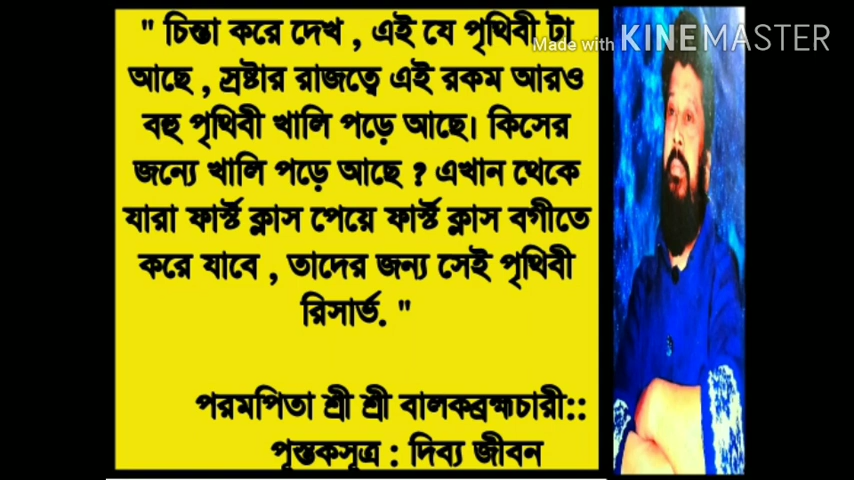 " চিন্তা করে দেখ , এই যে পৃথিবী টা
Made with KINEMASTER
আছে , স্রষ্টার রাজত্বে এই রকম আরও
বহু পৃথিবী খালি পড়ে আছে। কিসের
জন্যে খালি পড়ে আছে ? এখান থেকে
যারা ফার্স্ট ক্লাস পেয়ে ফার্স্ট ক্লাস বগীতে
করে যাবে , তাদের জন্য সেই পৃথিবী
রিসার্ভ. "
পরমপিতা শ্রী শ্রী বালকব্রহ্মচারী::
পুস্তকসূত্র : দিব্য জীবন